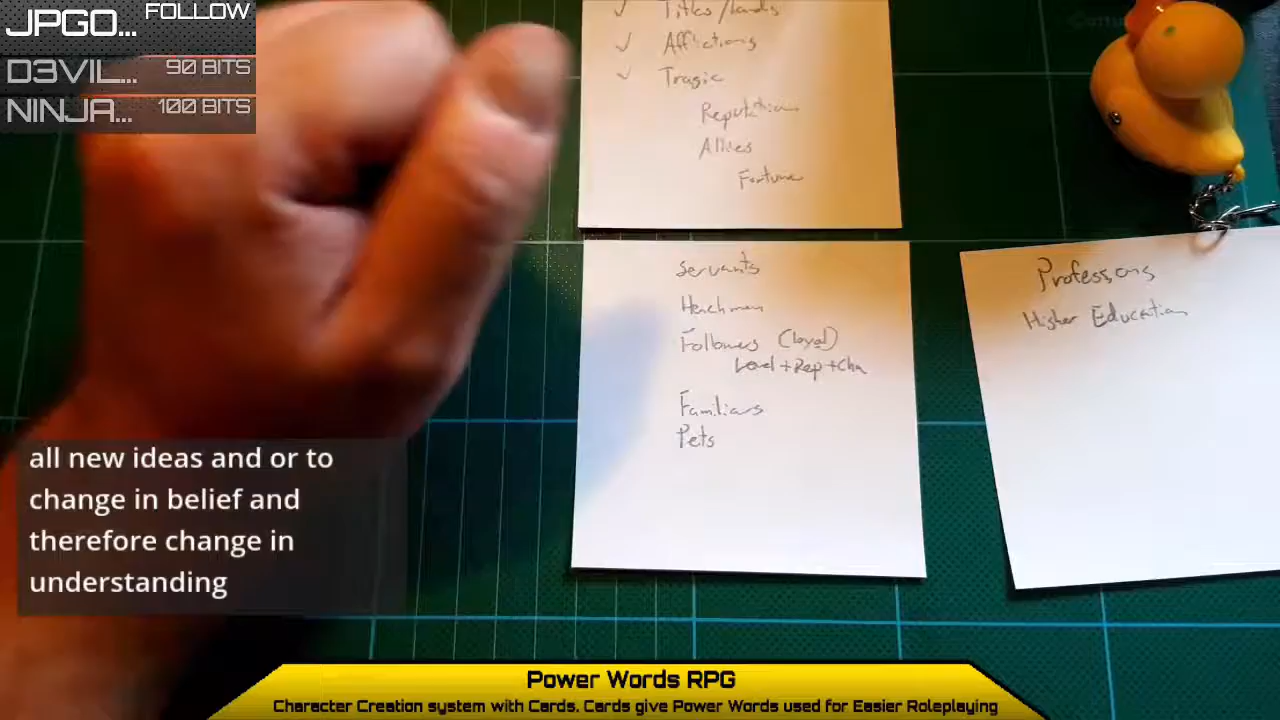 JPGO... FOLLOW
D3VIL... 90 BITS
NINJA... 100 BITS
Titles/Lands
✓ Afflictions
✓ Tragic
Reputation
Allies
Fortune
Servants
Henchmen
Followers (loyal)
Level + Rep + Cha
Familiars
Pets
Professions
Higher Education
all new ideas and or to
change in belief and
therefore change in
understanding
Power Words RPG
Character Creation system with Cards. Cards give Power Words used for Easier Roleplaying